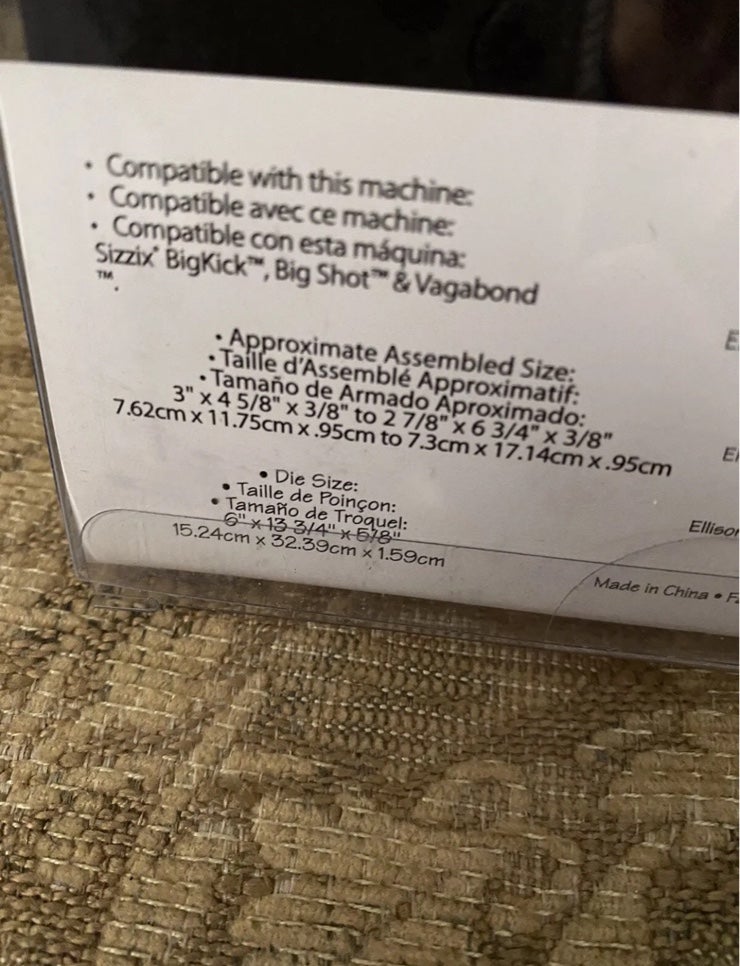 • Compatible with this machine:
• Compatible avec ce machine:
• Compatible con esta máquina:
Sizzix® BigKick™, Big Shot™ & Vagabond
™.
• Approximate Assembled Size:
• Taille d'Assemblé Approximatif:
• Tamaño de Armado Aproximado:
3" x 4 5/8" x 3/8" to 2 7/8" x 6 3/4" x 3/8"
7.62cm x 11.75cm x .95cm to 7.3cm x 17.14cm x .95cm
• Die Size:
• Taille de Poinçon:
• Tamaño de Troquel:
6" x 13 3/4" x 5/8"
15.24cm x 32.39cm x 1.59cm
Made in China •